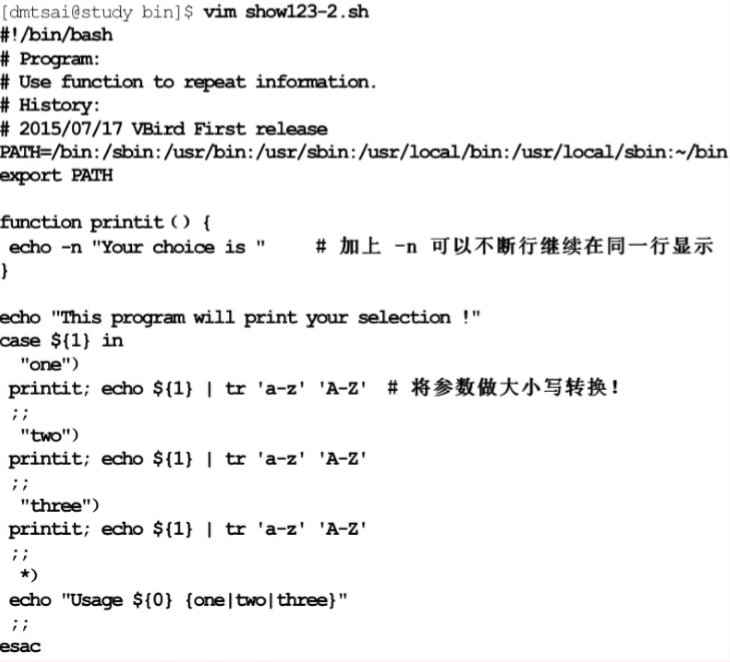 [dmtsai@study bin]$ vim show123-2.sh
#!/bin/bash
# Program:
# Use function to repeat information.
# History:
# 2015/07/17 VBird First release
PATH=/bin:/sbin:/usr/bin:/usr/sbin:/usr/local/bin:/usr/local/sbin:~/bin
export PATH

function printit () {
 echo -n "Your choice is "     # 加上 -n 可以不断行继续在同一行显示
}

echo "This program will print your selection !"
case ${1} in
  "one")
 printit; echo ${1} | tr 'a-z' 'A-Z'  # 将参数做大小写转换！
 ;;
  "two")
 printit; echo ${1} | tr 'a-z' 'A-Z'
 ;;
  "three")
 printit; echo ${1} | tr 'a-z' 'A-Z'
 ;;
  *)
 echo "Usage ${0} {one|two|three}"
 ;;
esac